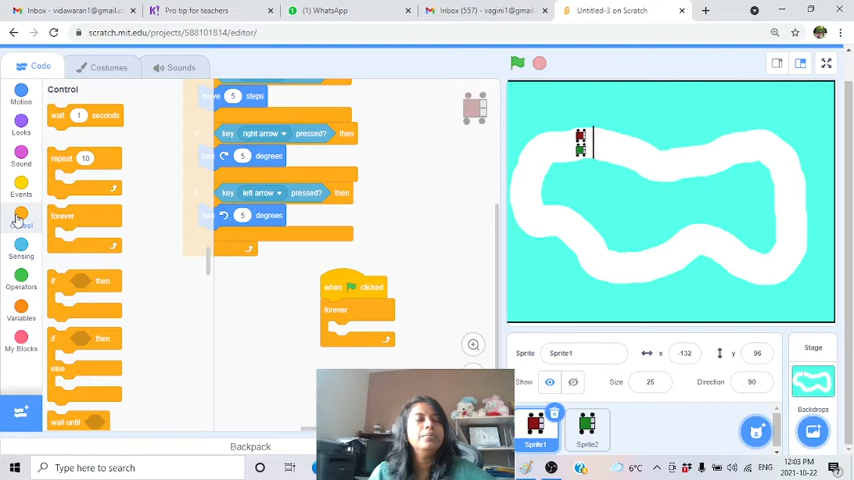 Inbox - vidawaran1@gmail.com
Pro tip for teachers
(1) WhatsApp
Inbox (557) - vagini1@gmail.com
Untitled-3 on Scratch
scratch.mit.edu/projects/588101814/editor/
Code
Costumes
Sounds
Motion
Looks
Sound
Events
Control
Sensing
Operators
Variables
My Blocks
Control
wait 1 seconds
repeat 10
forever
if then
if then
else
wait until
move 5 steps
key right arrow pressed? then
5 degrees
key left arrow pressed? then
5 degrees
when clicked
forever
Backpack
Sprite Sprite1 x -132 y 96
Show Size 25 Direction 90
Sprite1
Sprite2
Stage
Backdrops
Type here to search
6°C
ENG
12:03 PM
2021-10-22